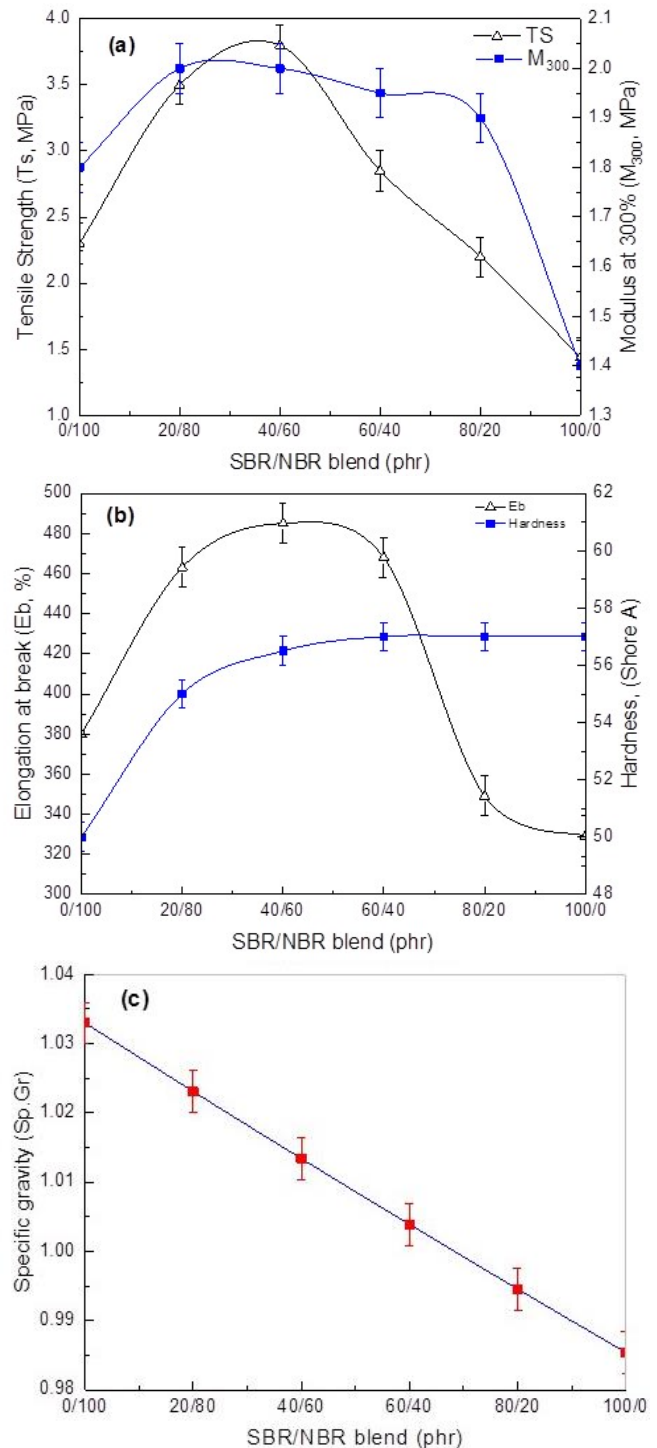 (a)
TS
M300
Tensile Strength (Ts, MPa)
4.0
3.5
3.0
2.5
2.0
1.5
1.0
2.1
2.0
1.9
1.8
1.7
1.6
1.5
1.4
1.3
Modulus at 300% (M300, MPa)
0/100 20/80 40/60 60/40 80/20 100/0
SBR/NBR blend (phr)
(b)
Eb
Hardness
Elongation at break (Eb, %)
500
480
460
440
420
400
380
360
340
320
300
62
60
58
56
54
52
50
48
Hardness, (Shore A)
0/100 20/80 40/60 60/40 80/20 100/0
SBR/NBR blend (phr)
(c)
Specific gravity (Sp.Gr)
1.04
1.03
1.02
1.01
1.00
0.99
0.98
0/100 20/80 40/60 60/40 80/20 100/0
SBR/NBR blend (phr)